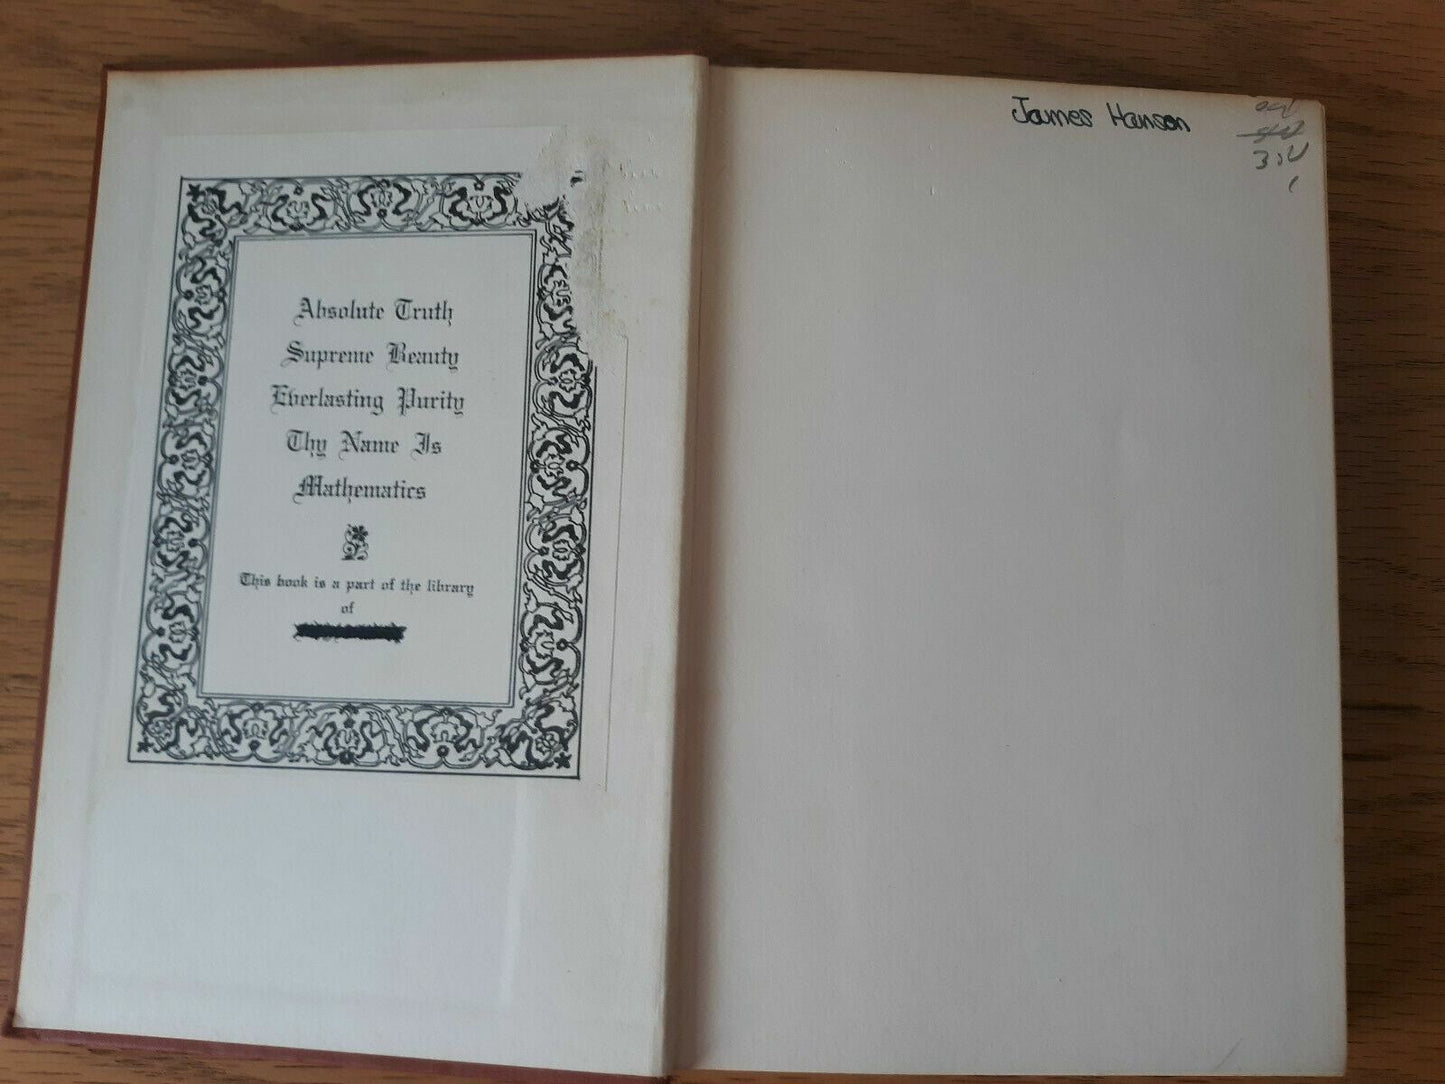 Absolute Truth
Supreme Beauty
Everlasting Purity
Thy Name Is
Mathematics
This book is a part of the library
of
James Hanson